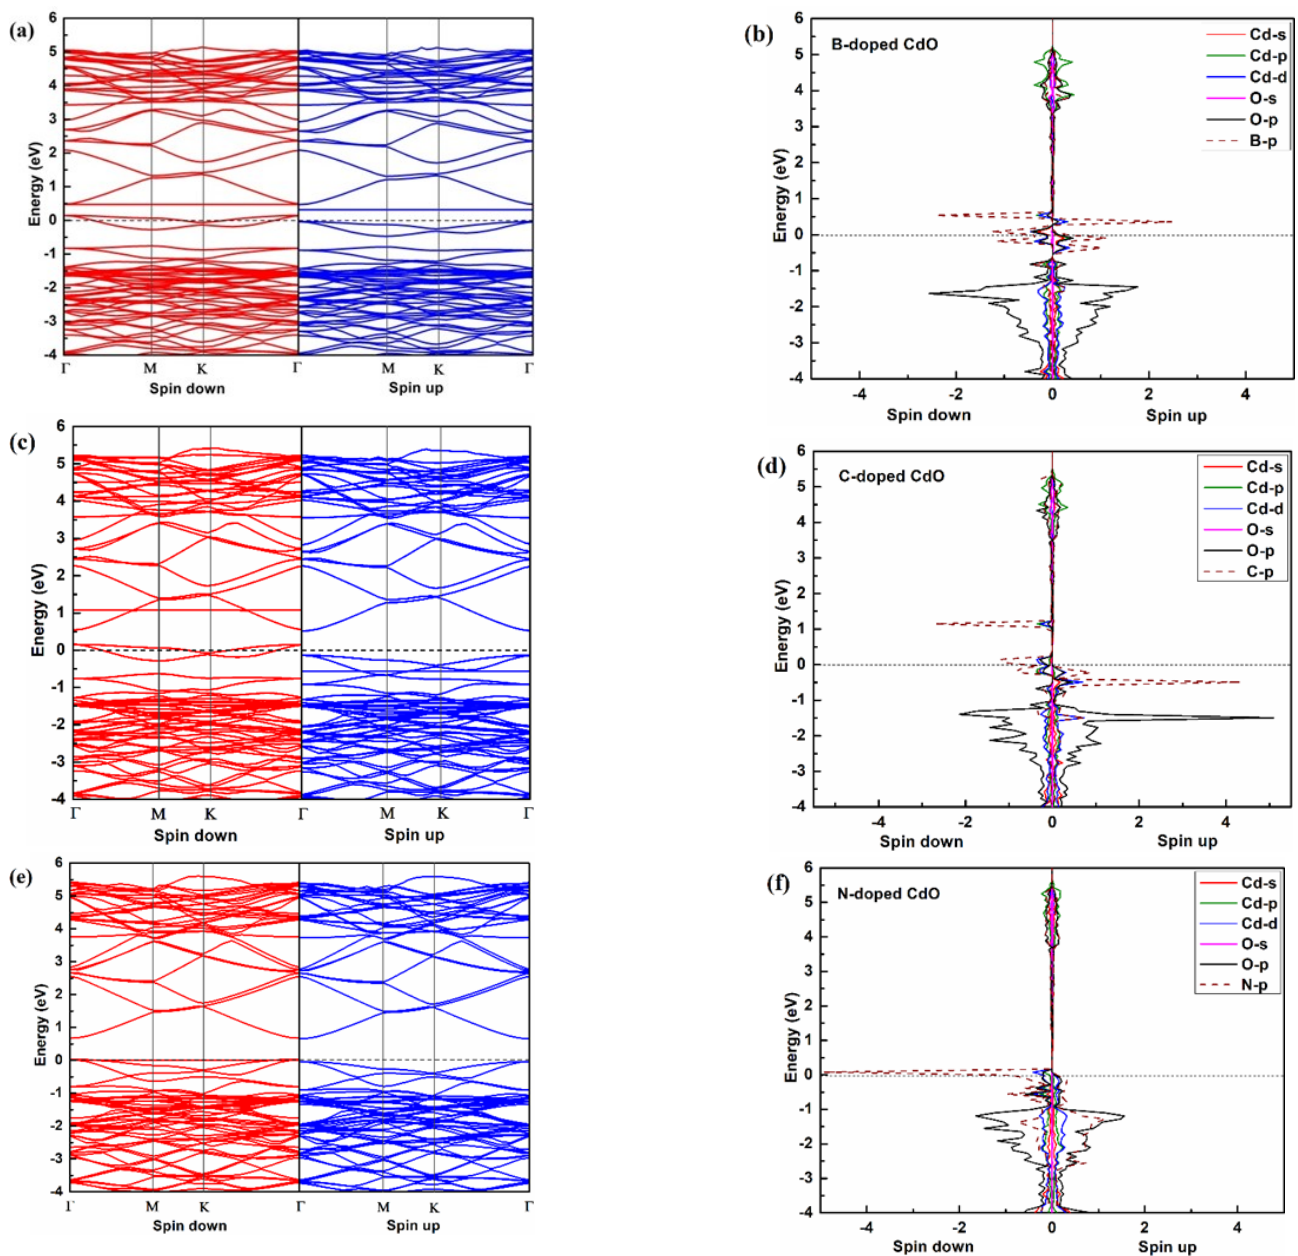 (a)
6
5
4
3
2
1
0
-1
-2
-3
-4
Energy (eV)
Γ M K Γ M K Γ
Spin down Spin up
(b)
B-doped CdO
Cd-s
Cd-p
Cd-d
O-s
O-p
B-p
6
5
4
3
2
1
0
-1
-2
-3
-4
Energy (eV)
-4 -2 0 2 4
Spin down Spin up
(c)
6
5
4
3
2
1
0
-1
-2
-3
-4
Energy (eV)
Γ M K Γ M K Γ
Spin down Spin up
(d)
C-doped CdO
Cd-s
Cd-p
Cd-d
O-s
O-p
C-p
6
5
4
3
2
1
0
-1
-2
-3
-4
Energy (eV)
-4 -2 0 2 4
Spin down Spin up
(e)
6
5
4
3
2
1
0
-1
-2
-3
-4
Energy (eV)
Γ M K Γ M K Γ
Spin down Spin up
(f)
N-doped CdO
Cd-s
Cd-p
Cd-d
O-s
O-p
N-p
6
5
4
3
2
1
0
-1
-2
-3
-4
Energy (eV)
-4 -2 0 2 4
Spin down Spin up